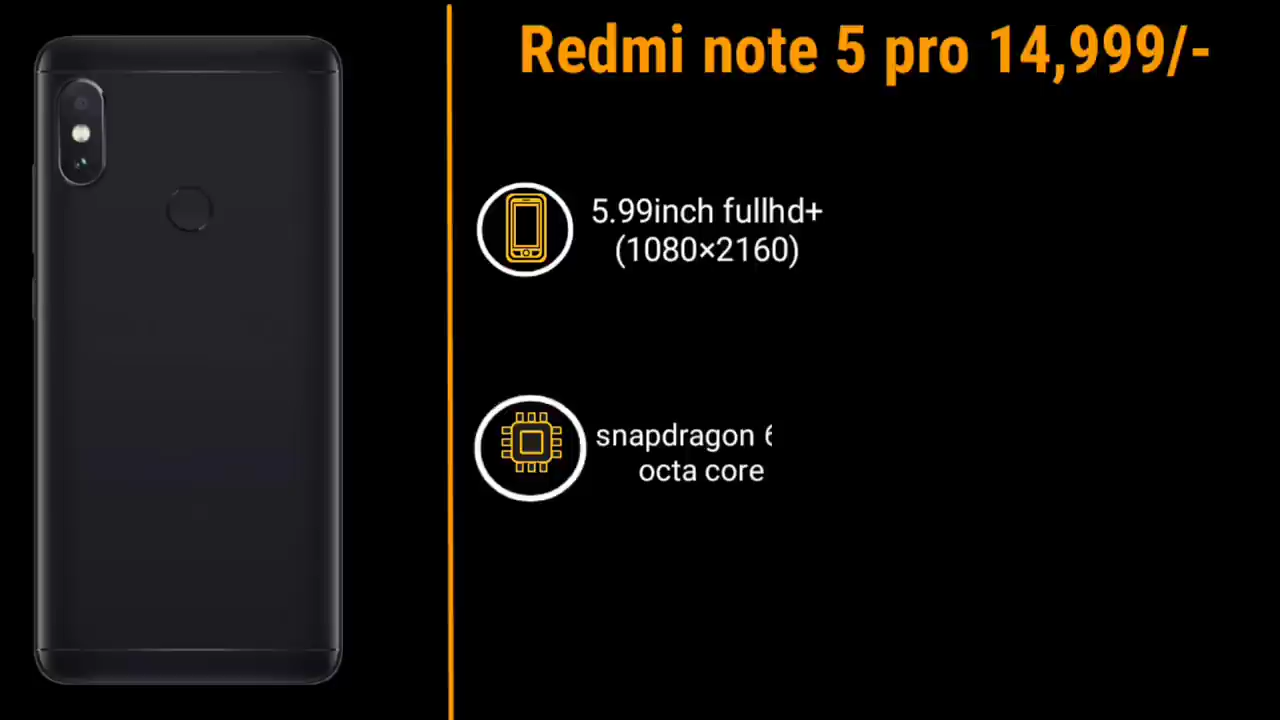 Redmi note 5 pro 14,999/-
5.99inch fullhd+
(1080×2160)
snapdragon
octa core